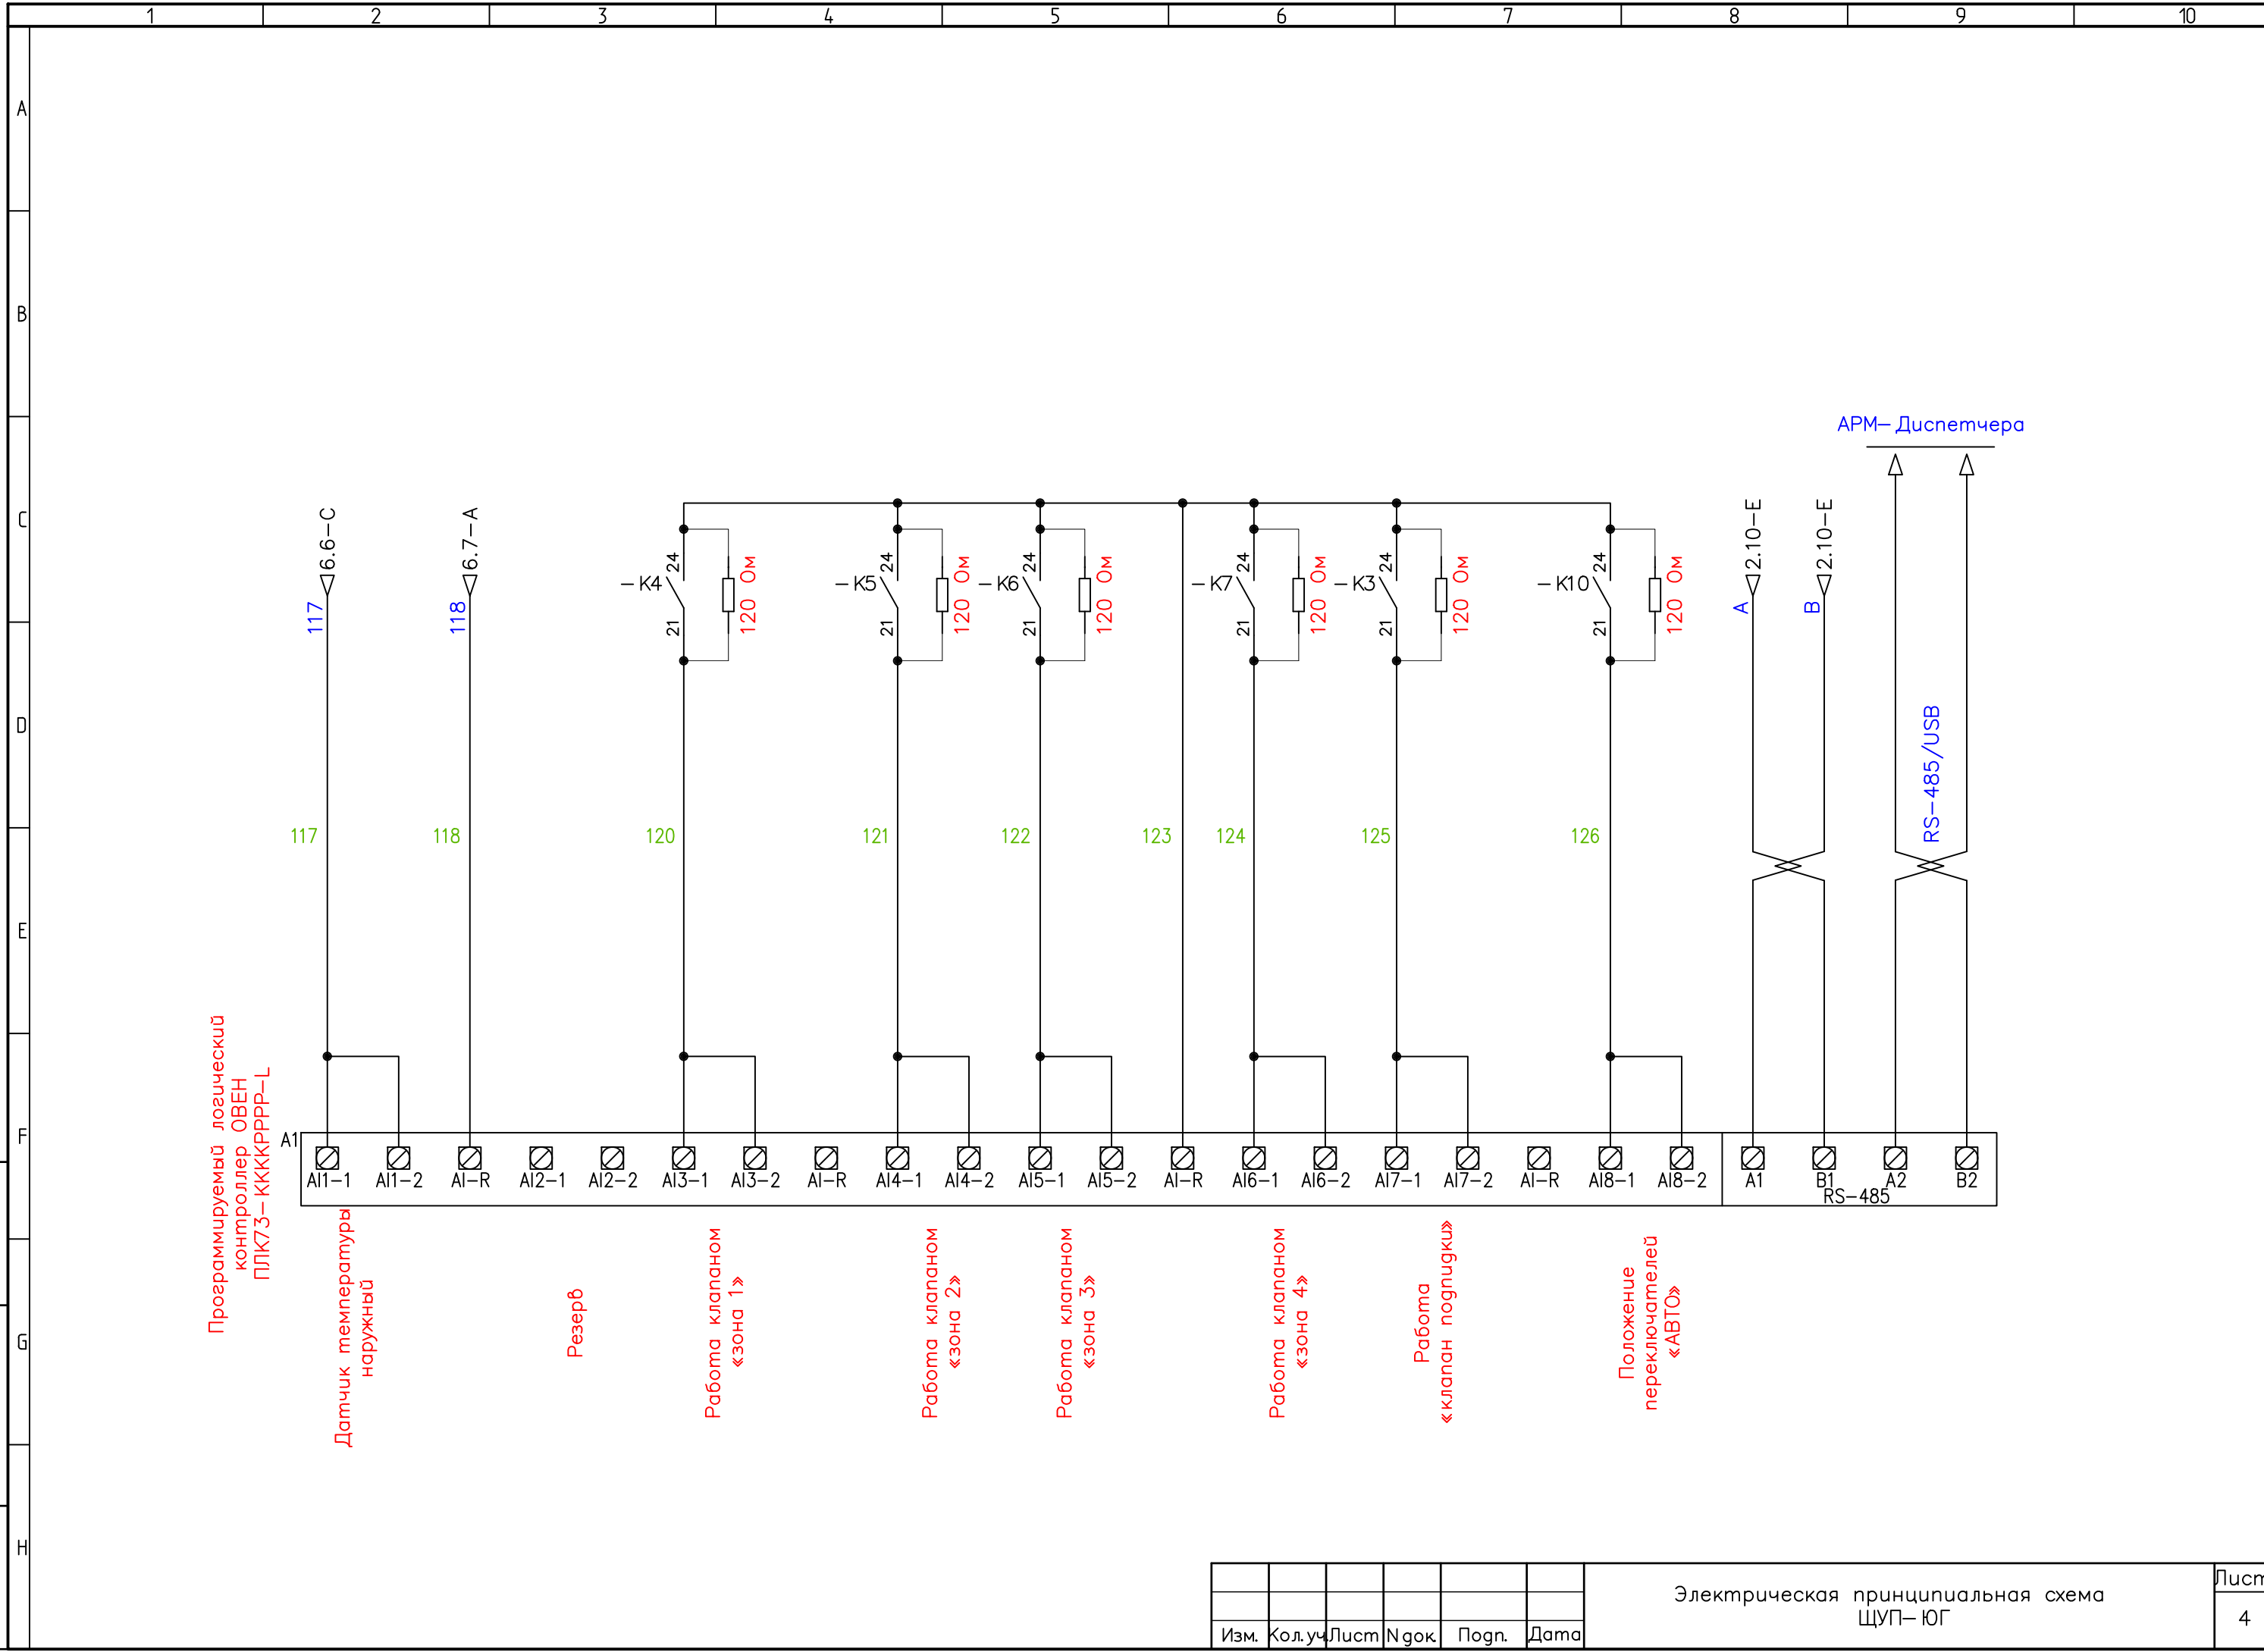 1 2 3 4 5 6 7 8 9 10
A
B
C
D
E
F
G
H
АРМ-Диспетчера
6.6-C
117
6.7-A
118
-K4
24
21
120 Ом
-K5
24
21
120 Ом
-K6
24
21
120 Ом
-K7
24
21
120 Ом
-K3
24
21
120 Ом
-K10
24
21
120 Ом
2.10-E
A
2.10-E
B
RS-485/USB
117 118 120 121 122 123 124 125 126
Программируемый логический
контроллер ОВЕН
ПЛК73-ККККРРРР-L
A1
AI1-1 AI1-2 AI-R AI2-1 AI2-2 AI3-1 AI3-2 AI-R AI4-1 AI4-2 AI5-1 AI5-2 AI-R AI6-1 AI6-2 AI7-1 AI7-2 AI-R AI8-1 AI8-2 A1 B1 A2 B2
RS-485
Датчик температуры
наружный
Резерв
Работа клапаном
«зона 1»
Работа клапаном
«зона 2»
Работа клапаном
«зона 3»
Работа клапаном
«зона 4»
Работа
«клапан подпидки»
Положение
переключателей
«АВТО»
Изм. Кол.уч Лист N док. Подп. Дата
Электрическая принципиальная схема
ЩУП-ЮГ
Лист
4